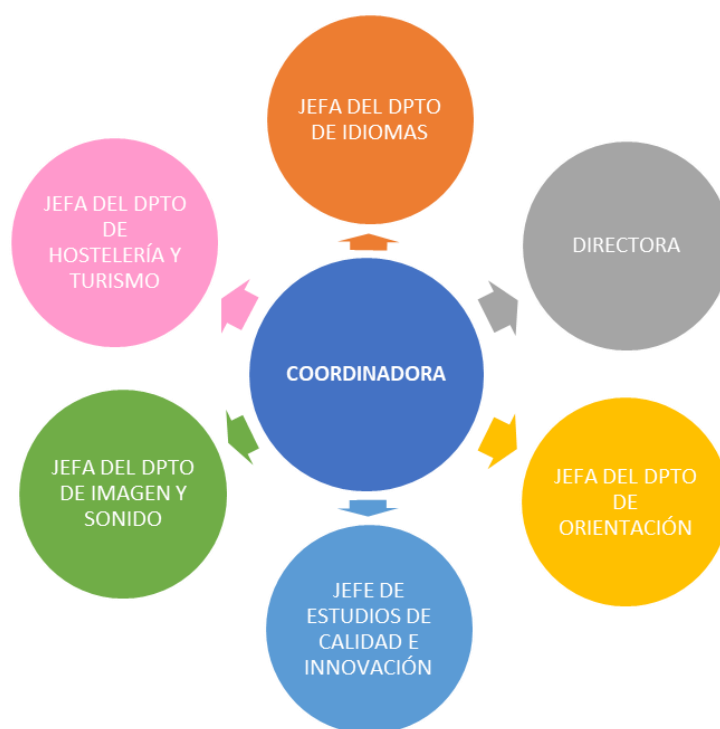 JEFA DEL DPTO
DE IDIOMAS
DIRECTORA
JEFA DEL DPTO
DE
ORIENTACIÓN
JEFE DE
ESTUDIOS DE
CALIDAD E
INNOVACIÓN
JEFA DEL DPTO
DE IMAGEN Y
SONIDO
JEFA DEL DPTO
DE
HOSTELERÍA Y
TURISMO
COORDINADORA